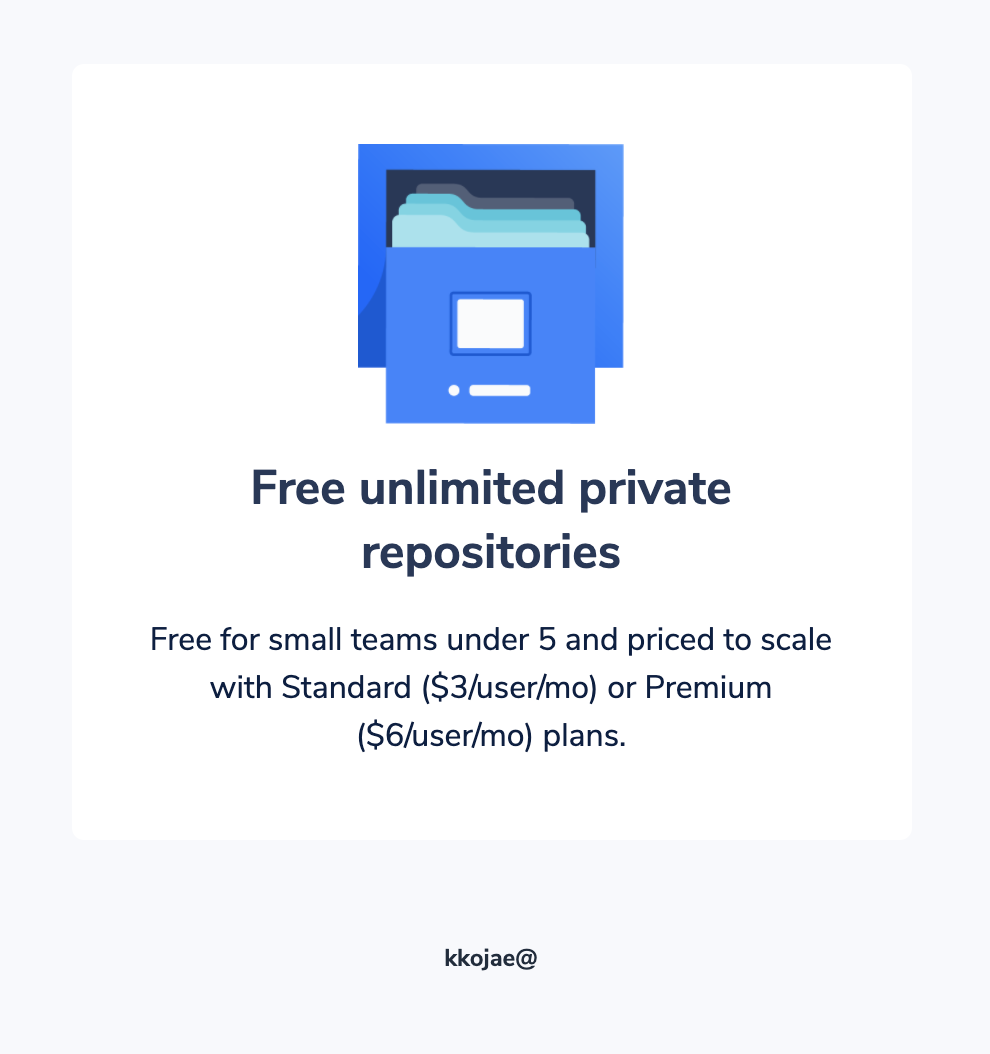 Free unlimited private
repositories
Free for small teams under 5 and priced to scale
with Standard ($3/user/mo) or Premium
($6/user/mo) plans.
kkojae@